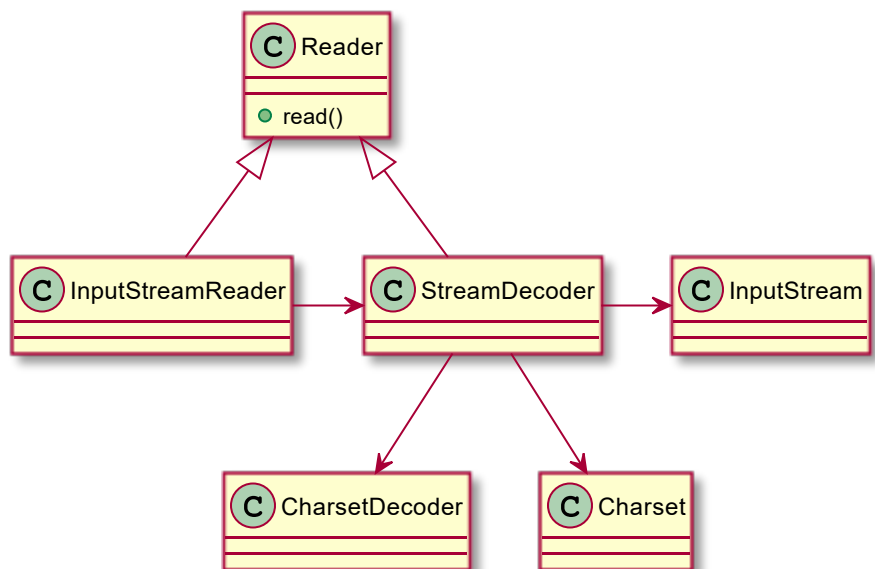 C Reader
read()
C InputStreamReader
C StreamDecoder
C InputStream
C CharsetDecoder
C Charset